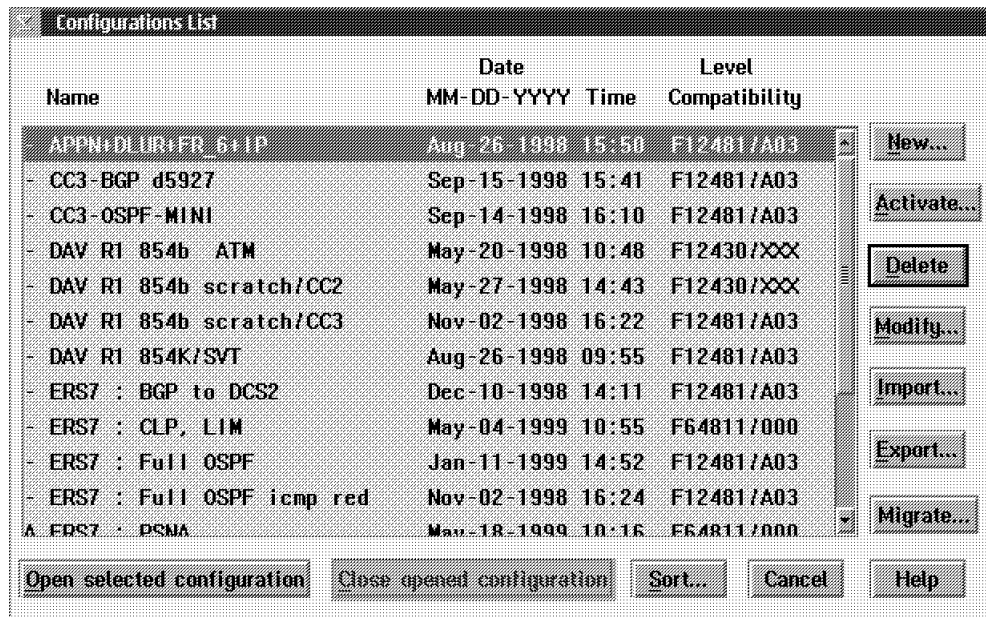 Configurations List
Date Level
Name MM-DD-YYYY Time Compatibility
- APPN+DLUR+FR_6+IP Aug-26-1998 15:50 F12481/A03
- CC3-BGP d5927 Sep-15-1998 15:41 F12481/A03
- CC3-OSPF-MINI Sep-14-1998 16:10 F12481/A03
- DAV R1 854b ATM May-20-1998 10:48 F12430/XXX
- DAV R1 854b scratch/CC2 May-27-1998 14:43 F12430/XXX
- DAV R1 854b scratch/CC3 Nov-02-1998 16:22 F12481/A03
- DAV R1 854K/SVT Aug-26-1998 09:55 F12481/A03
- ERS7 : BGP to DCS2 Dec-10-1998 14:11 F12481/A03
- ERS7 : CLP, LIM May-04-1999 10:55 F64811/000
- ERS7 : Full OSPF Jan-11-1999 14:52 F12481/A03
- ERS7 : Full OSPF icmp red Nov-02-1998 16:24 F12481/A03
A ERS7 : PSNA May-18-1999 10:16 F64811/000
New...
Activate...
Delete
Modify...
Import...
Export...
Migrate...
Open selected configuration Close opened configuration Sort... Cancel Help